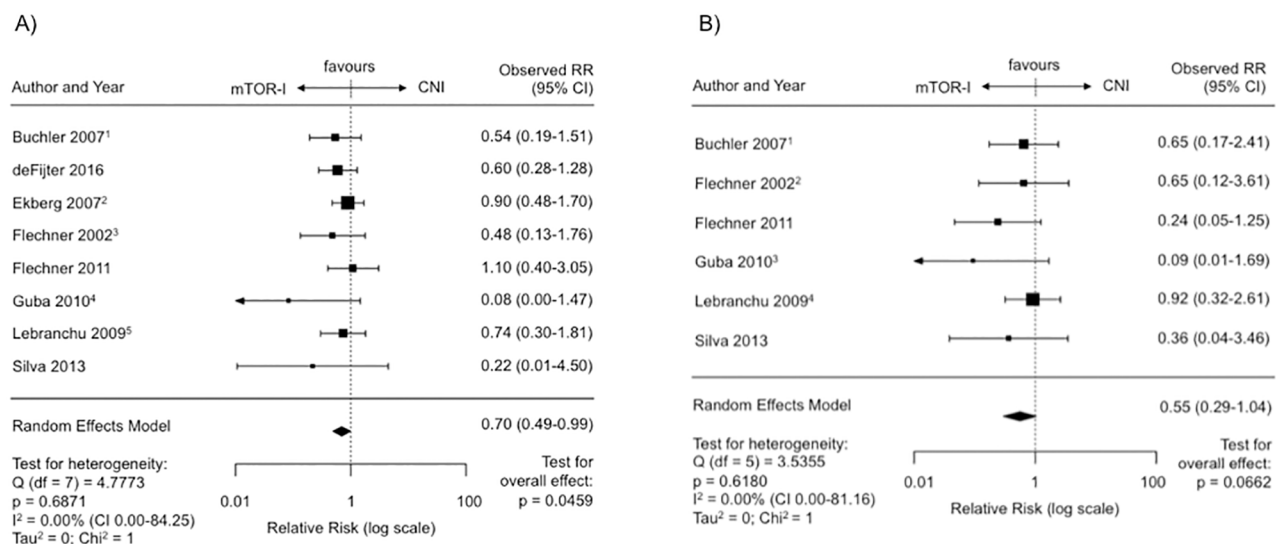 A)
favours
Author and Year mTOR-I CNI Observed RR (95% CI)
Buchler 2007¹ 0.54 (0.19-1.51)
deFijter 2016 0.60 (0.28-1.28)
Ekberg 2007² 0.90 (0.48-1.70)
Flechner 2002³ 0.48 (0.13-1.76)
Flechner 2011 1.10 (0.40-3.05)
Guba 2010⁴ 0.08 (0.00-1.47)
Lebranchu 2009⁵ 0.74 (0.30-1.81)
Silva 2013 0.22 (0.01-4.50)
Random Effects Model 0.70 (0.49-0.99)
Test for heterogeneity:
Q (df = 7) = 4.7773
p = 0.6871
I² = 0.00% (CI 0.00-84.25)
Tau² = 0; Chi² = 1
0.01 1 100
Relative Risk (log scale)
Test for
overall effect:
p = 0.0459
B)
favours
Author and Year mTOR-I CNI Observed RR (95% CI)
Buchler 2007¹ 0.65 (0.17-2.41)
Flechner 2002² 0.65 (0.12-3.61)
Flechner 2011 0.24 (0.05-1.25)
Guba 2010³ 0.09 (0.01-1.69)
Lebranchu 2009⁴ 0.92 (0.32-2.61)
Silva 2013 0.36 (0.04-3.46)
Random Effects Model 0.55 (0.29-1.04)
Test for heterogeneity:
Q (df = 5) = 3.5355
p = 0.6180
I² = 0.00% (CI 0.00-81.16)
Tau² = 0; Chi² = 1
0.01 1 100
Relative Risk (log scale)
Test for
overall effect:
p = 0.0662